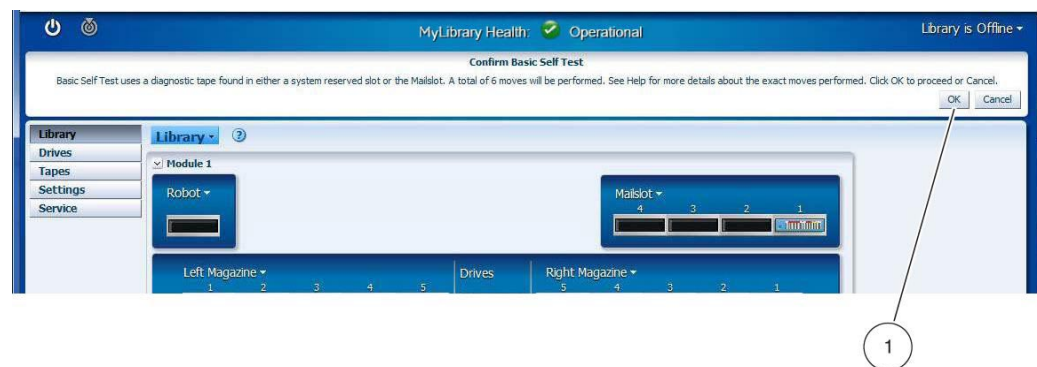 MyLibrary Health: Operational
Library is Offline
Confirm Basic Self Test
Basic Self Test uses a diagnostic tape found in either a system reserved slot or the Mailslot. A total of 6 moves will be performed. See Help for more details about the exact moves performed. Click OK to proceed or Cancel.
OK Cancel
Library
Drives
Tapes
Settings
Service
Library ?
Module 1
Robot
Mailslot
4 3 2 1
Left Magazine Drives Right Magazine
1 2 3 4 5 5 4 3 2 1
1